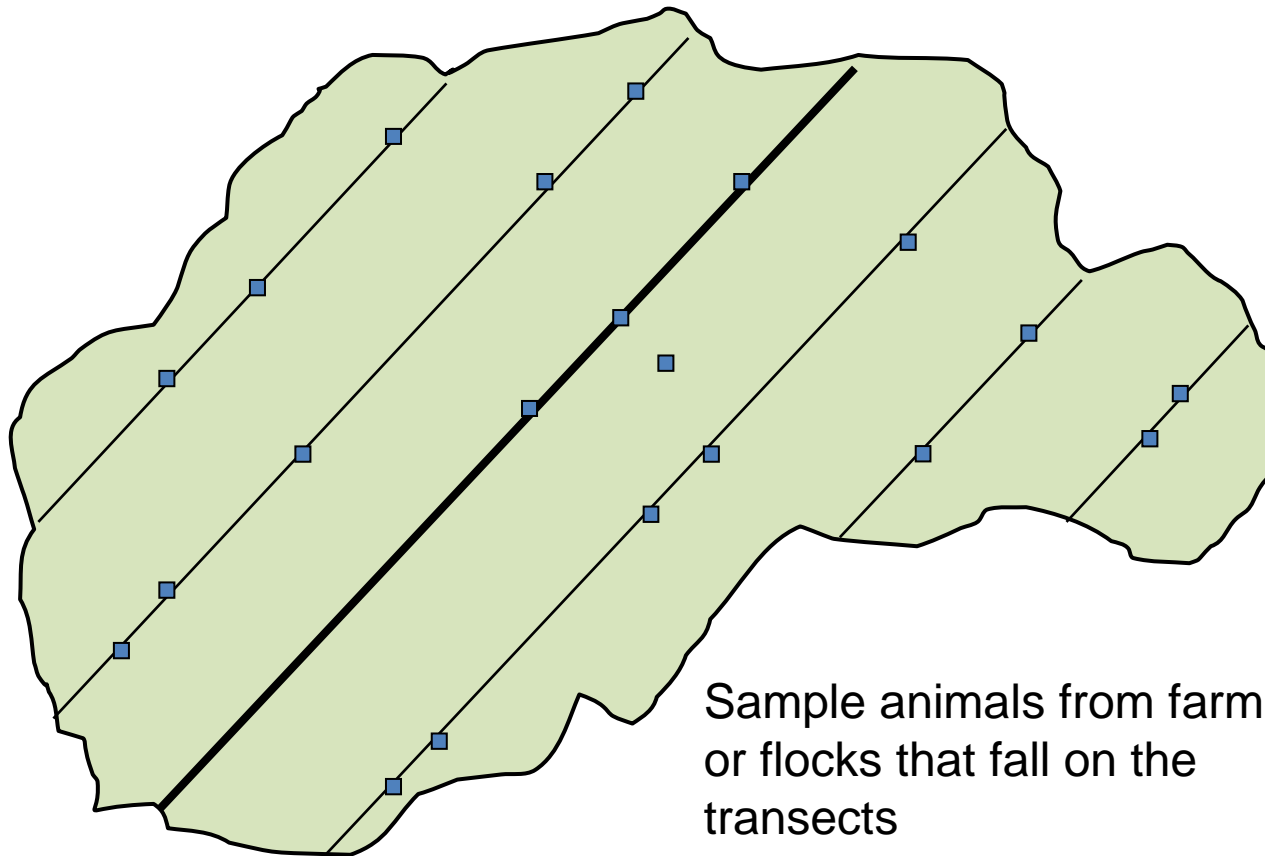 Sample animals from farm
or flocks that fall on the
transects